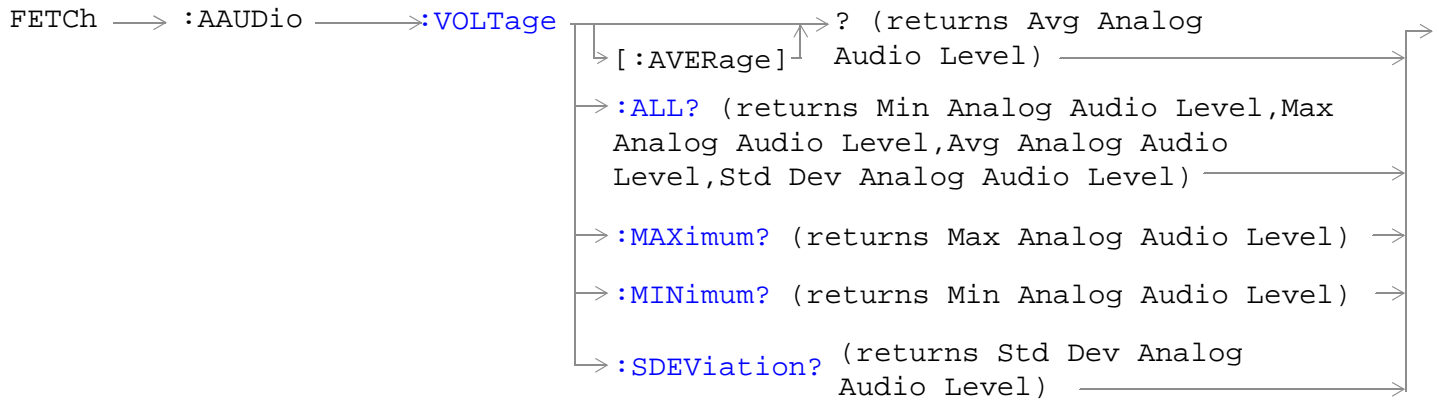 FETCh :AAUDio :VOLTage ? (returns Avg Analog
[:AVERage] Audio Level)
:ALL? (returns Min Analog Audio Level,Max
Analog Audio Level,Avg Analog Audio
Level,Std Dev Analog Audio Level)
:MAXimum? (returns Max Analog Audio Level)
:MINimum? (returns Min Analog Audio Level)
:SDEViation? (returns Std Dev Analog
Audio Level)